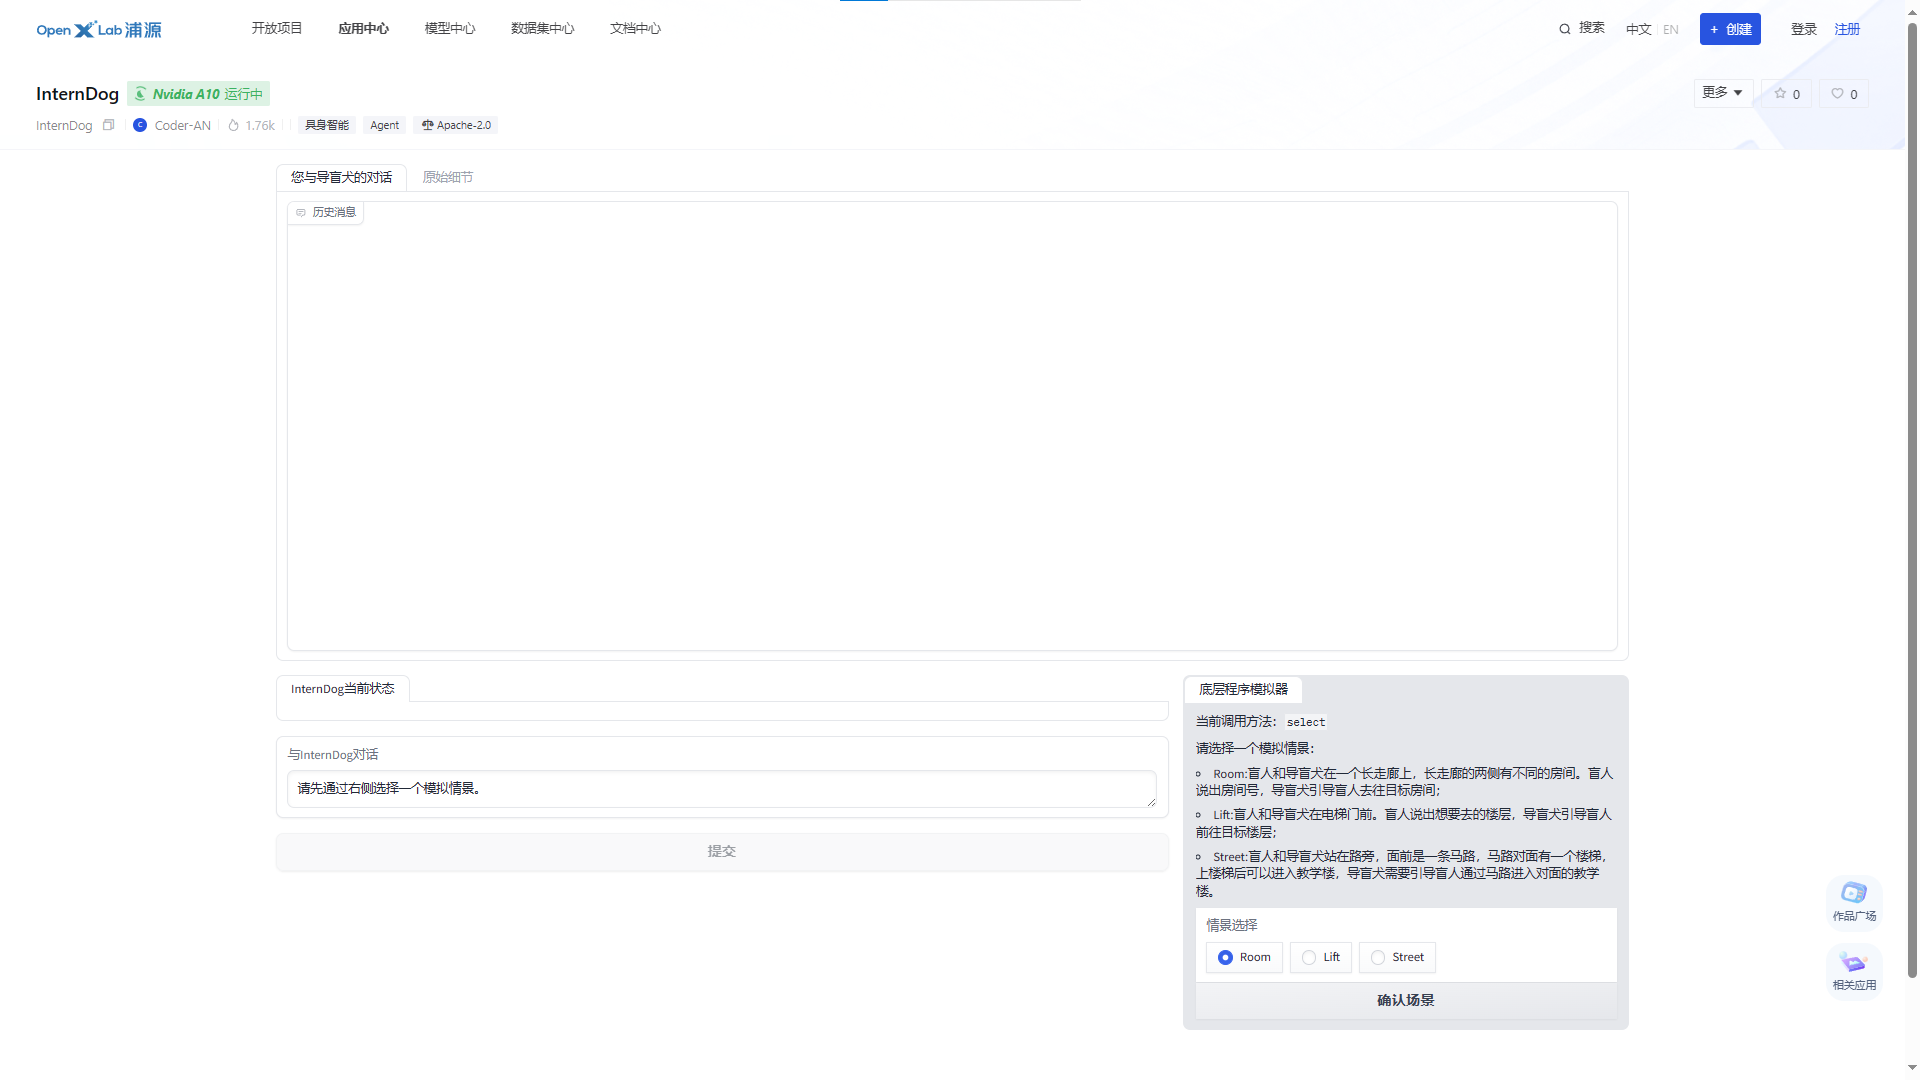 Open X Lab 浦源
开放项目
应用中心
模型中心
数据集中心
文档中心
搜索
中文 EN
+ 创建
登录
注册
InternDog
Nvidia A10 运行中
更多
0
0
InternDog
C Coder-AN
1.76k
具身智能
Agent
Apache-2.0
您与导盲犬的对话
原始细节
历史消息
InternDog当前状态
与InternDog对话
请先通过右侧选择一个模拟情景。
提交
底层程序模拟器
当前调用方法： select
请选择一个模拟情景：
Room:盲人和导盲犬在一个长走廊上，长走廊的两侧有不同的房间。盲人
说出房间号，导盲犬引导盲人去往目标房间；
Lift:盲人和导盲犬在电梯门前。盲人说出想要去的楼层，导盲犬引导盲人
前往目标楼层；
Street:盲人和导盲犬站在路旁，面前是一条马路，马路对面有一个楼梯，
上楼梯后可以进入教学楼，导盲犬需要引导盲人通过马路进入对面的教学
楼。
情景选择
Room
Lift
Street
确认场景
作品广场
相关应用